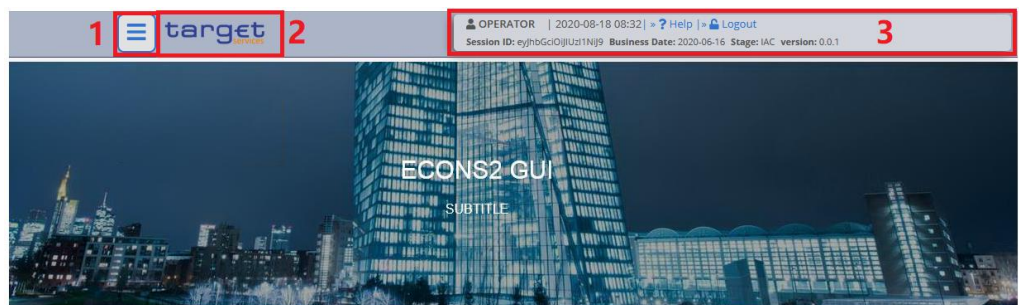 1
target
services
2
OPERATOR | 2020-08-18 08:32| » ? Help |» Logout
Session ID: eyJhbGciOiJIUzI1NiJ9 Business Date: 2020-06-16 Stage: IAC version: 0.0.1
3
ECONS2 GUI
SUBTITLE